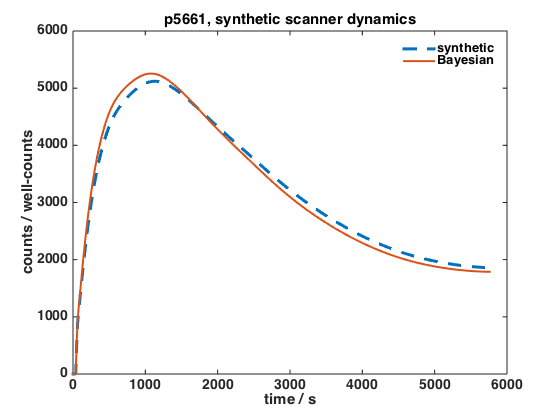 p5661, synthetic scanner dynamics
6000
5000
4000
3000
2000
1000
0
counts / well-counts
synthetic
Bayesian
0 1000 2000 3000 4000 5000 6000
time / s